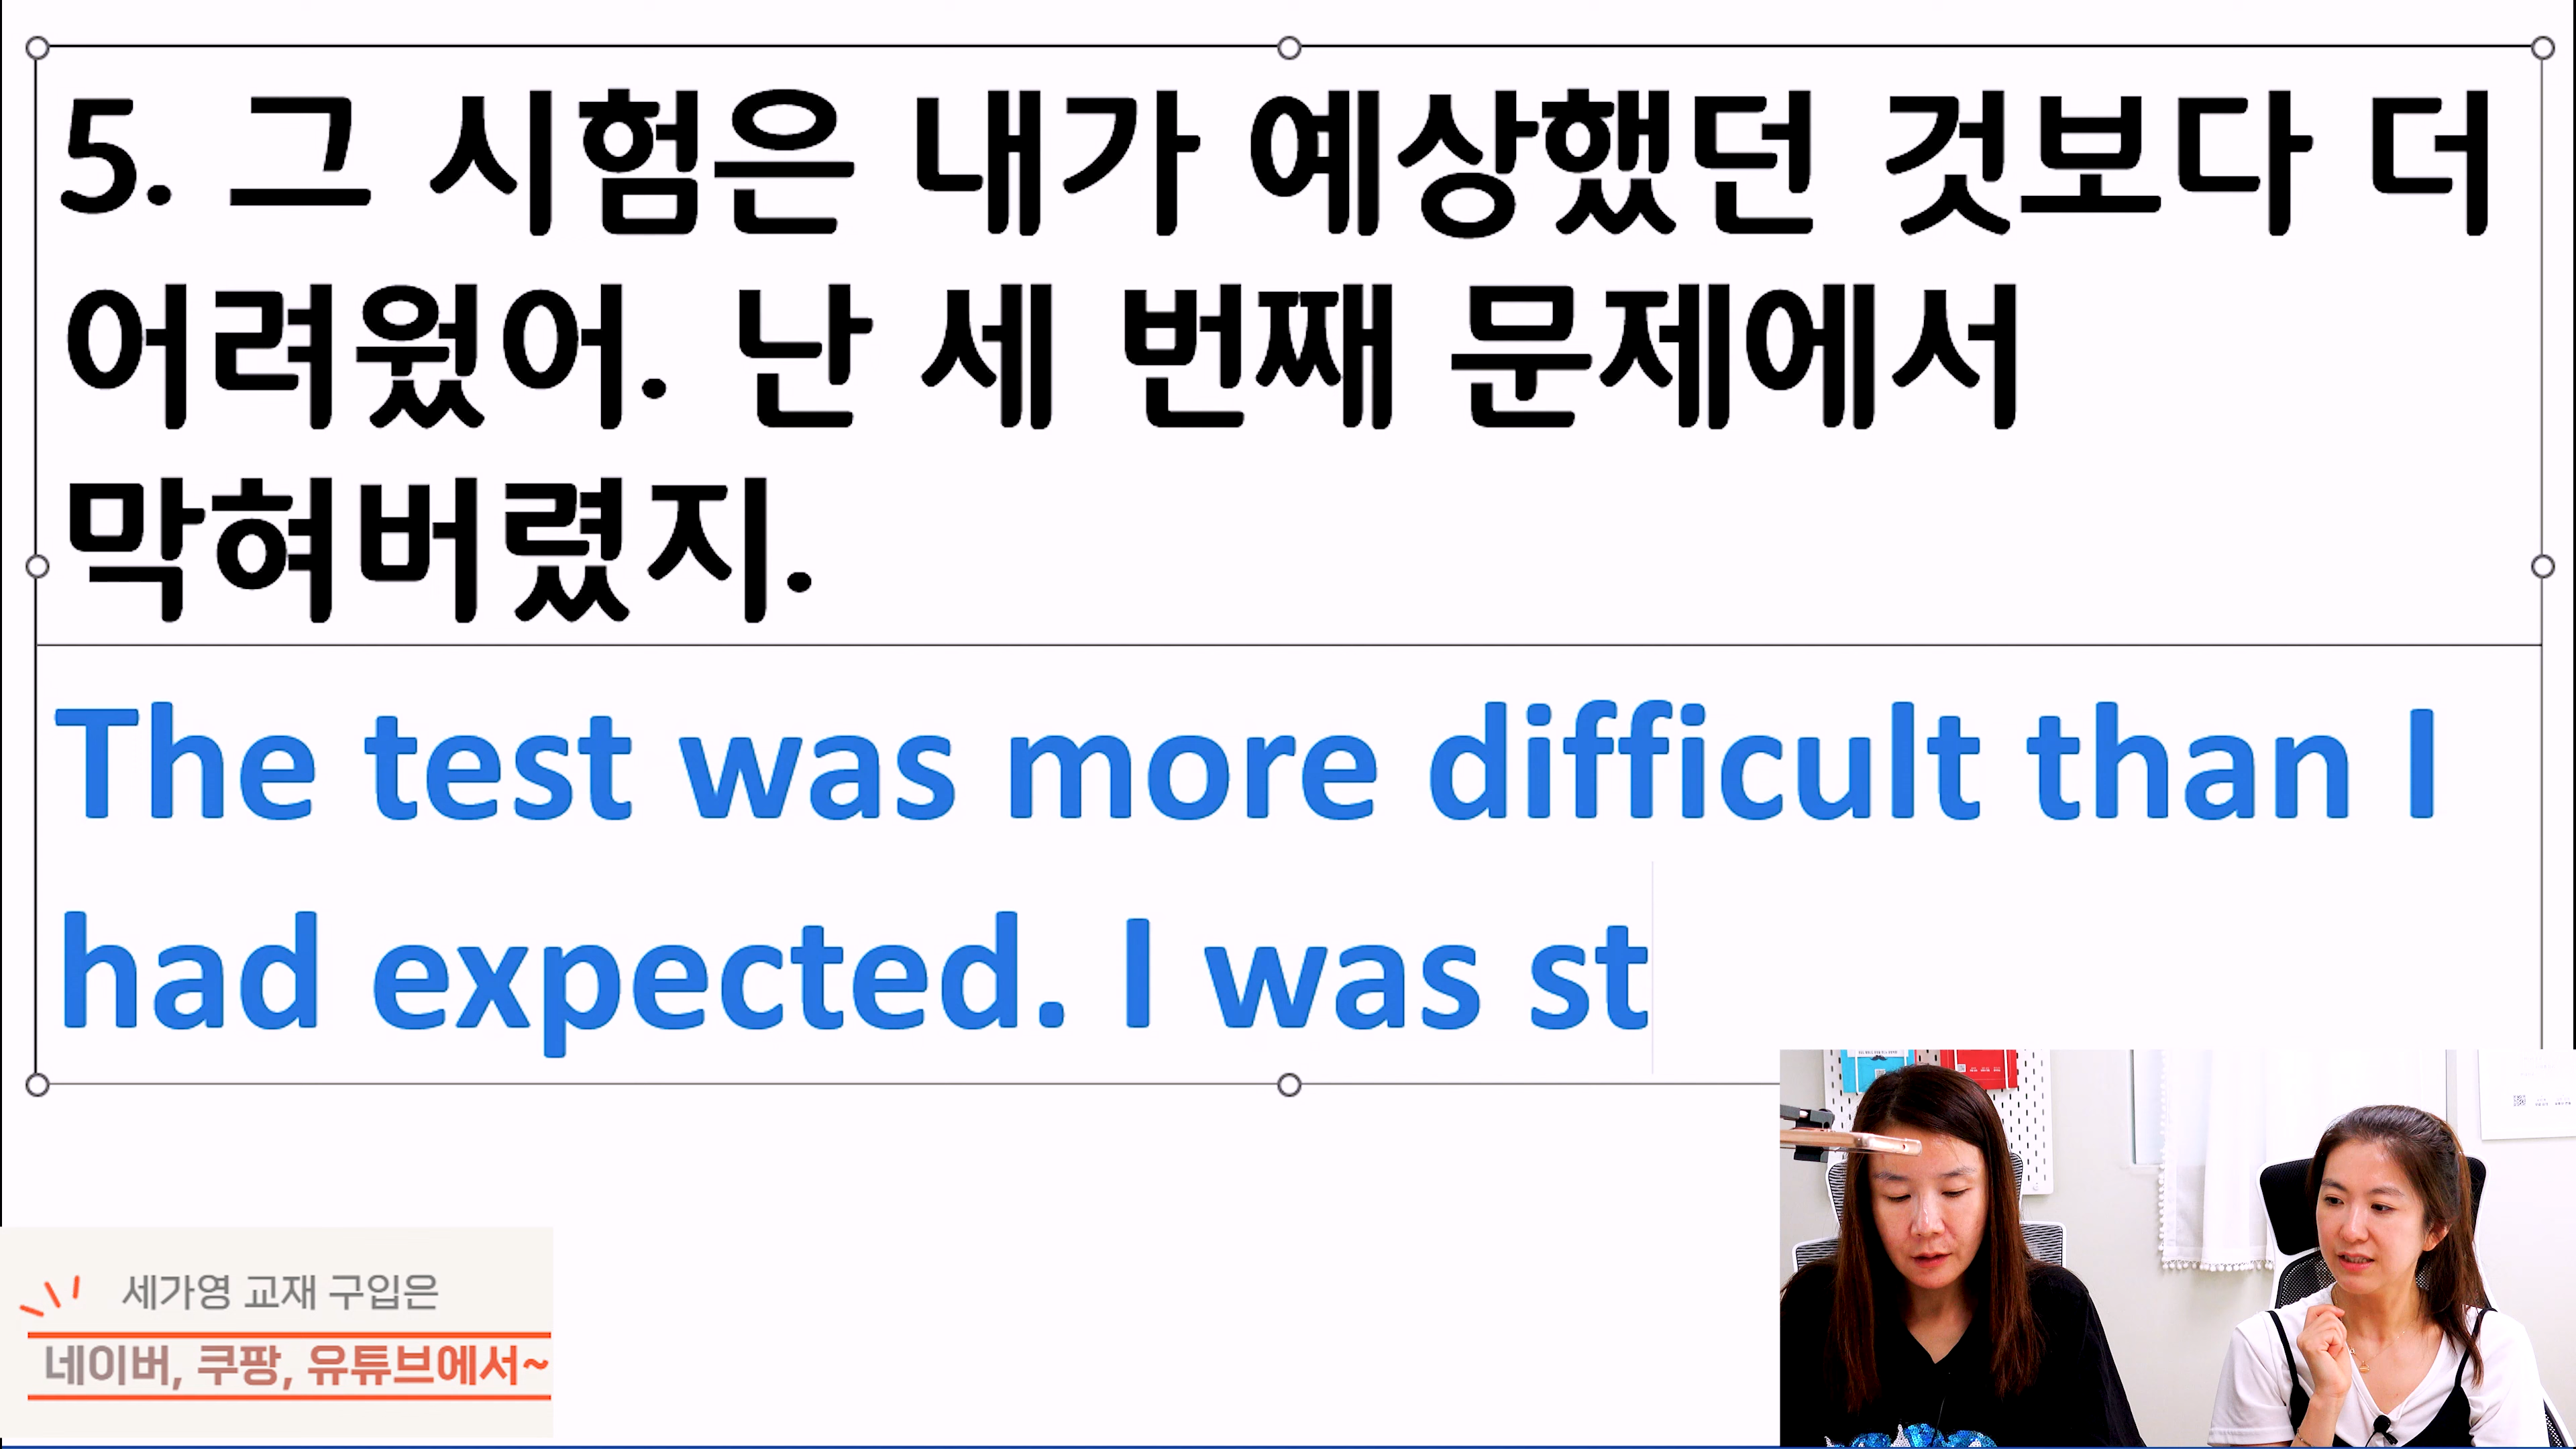 5. 그 시험은 내가 예상했던 것보다 더
어려웠어. 난 세 번째 문제에서
막혀버렸지.
The test was more difficult than I
had expected. I was st
세가영 교재 구입은
네이버, 쿠팡, 유튜브에서~